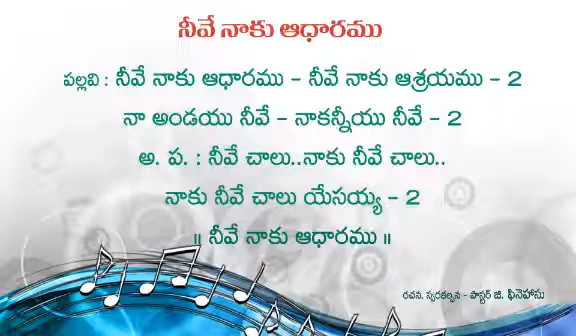 నీవే నాకు ఆధారము
పల్లవి : నీవే నాకు ఆధారము - నీవే నాకు ఆశ్రయము - 2
నా అండయు నీవే - నాకన్నీయు నీవే - 2
అ. ప. : నీవే చాలు..నాకు నీవే చాలు..
నాకు నీవే చాలు యేసయ్య - 2
॥ నీవే నాకు ఆధారము ॥
రచన, స్వరకల్పన - పాస్టర్ జి. ఫినెహాసు